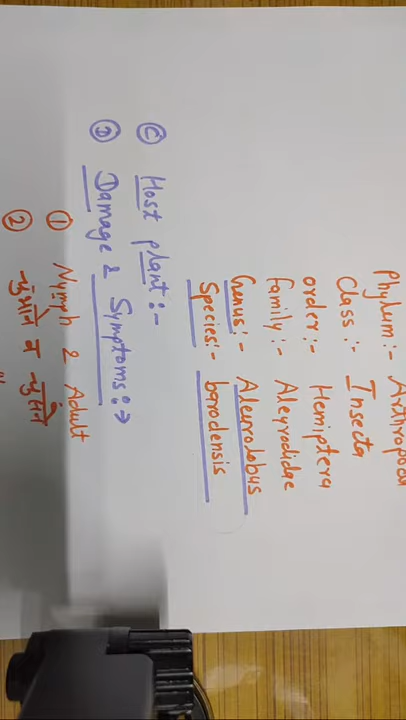 Phylum:- Arthropoda
Class:- Insecta
order:- Hemiptera
family:- Aleyrodidae
Genus:- Aleurolobus
Species:- barodensis
Ⓒ Host plant:-
Ⓓ Damage & Symptoms:→
① Nymph & Adult
②